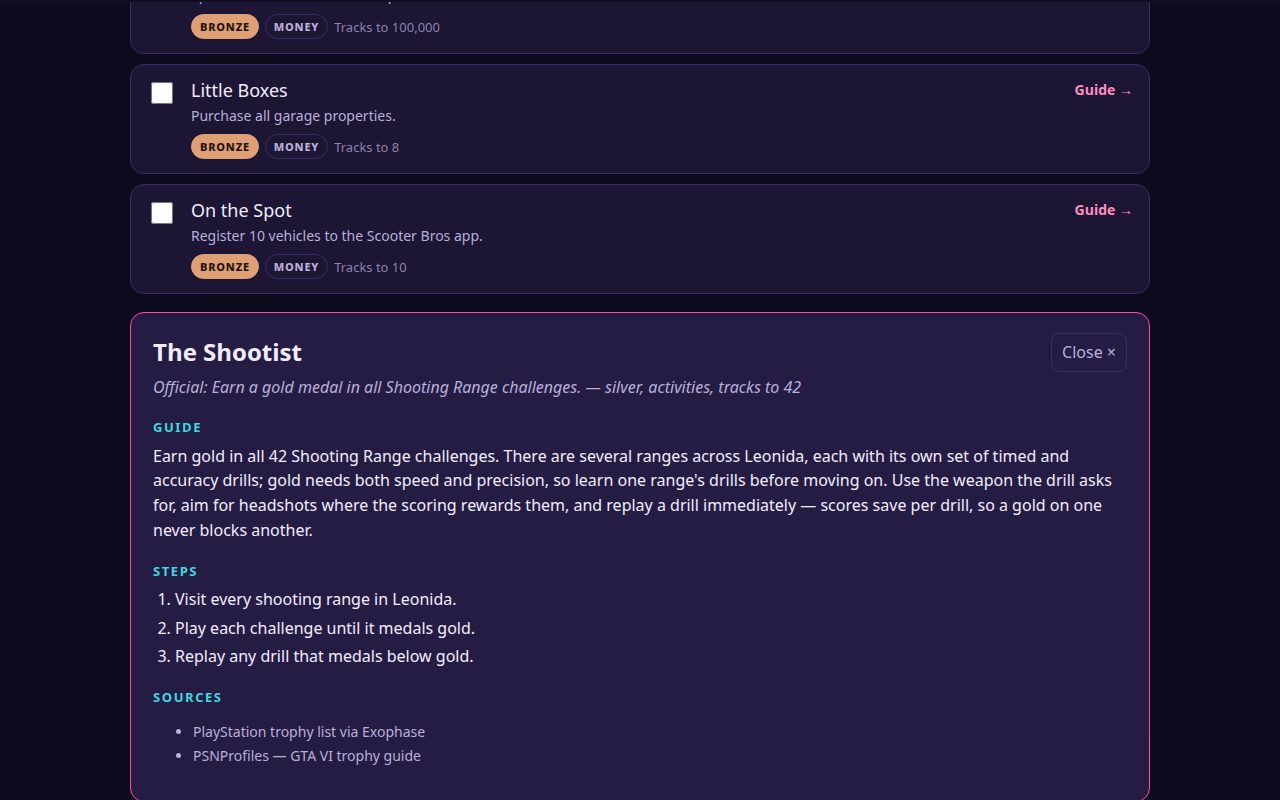 BRONZE MONEY Tracks to 100,000
Little Boxes
Guide →
Purchase all garage properties.
BRONZE MONEY Tracks to 8
On the Spot
Guide →
Register 10 vehicles to the Scooter Bros app.
BRONZE MONEY Tracks to 10
The Shootist
Close ×
Official: Earn a gold medal in all Shooting Range challenges. — silver, activities, tracks to 42
GUIDE
Earn gold in all 42 Shooting Range challenges. There are several ranges across Leonida, each with its own set of timed and
accuracy drills; gold needs both speed and precision, so learn one range's drills before moving on. Use the weapon the drill asks
for, aim for headshots where the scoring rewards them, and replay a drill immediately — scores save per drill, so a gold on one
never blocks another.
STEPS
1. Visit every shooting range in Leonida.
2. Play each challenge until it medals gold.
3. Replay any drill that medals below gold.
SOURCES
• PlayStation trophy list via Exophase
• PSNProfiles — GTA VI trophy guide